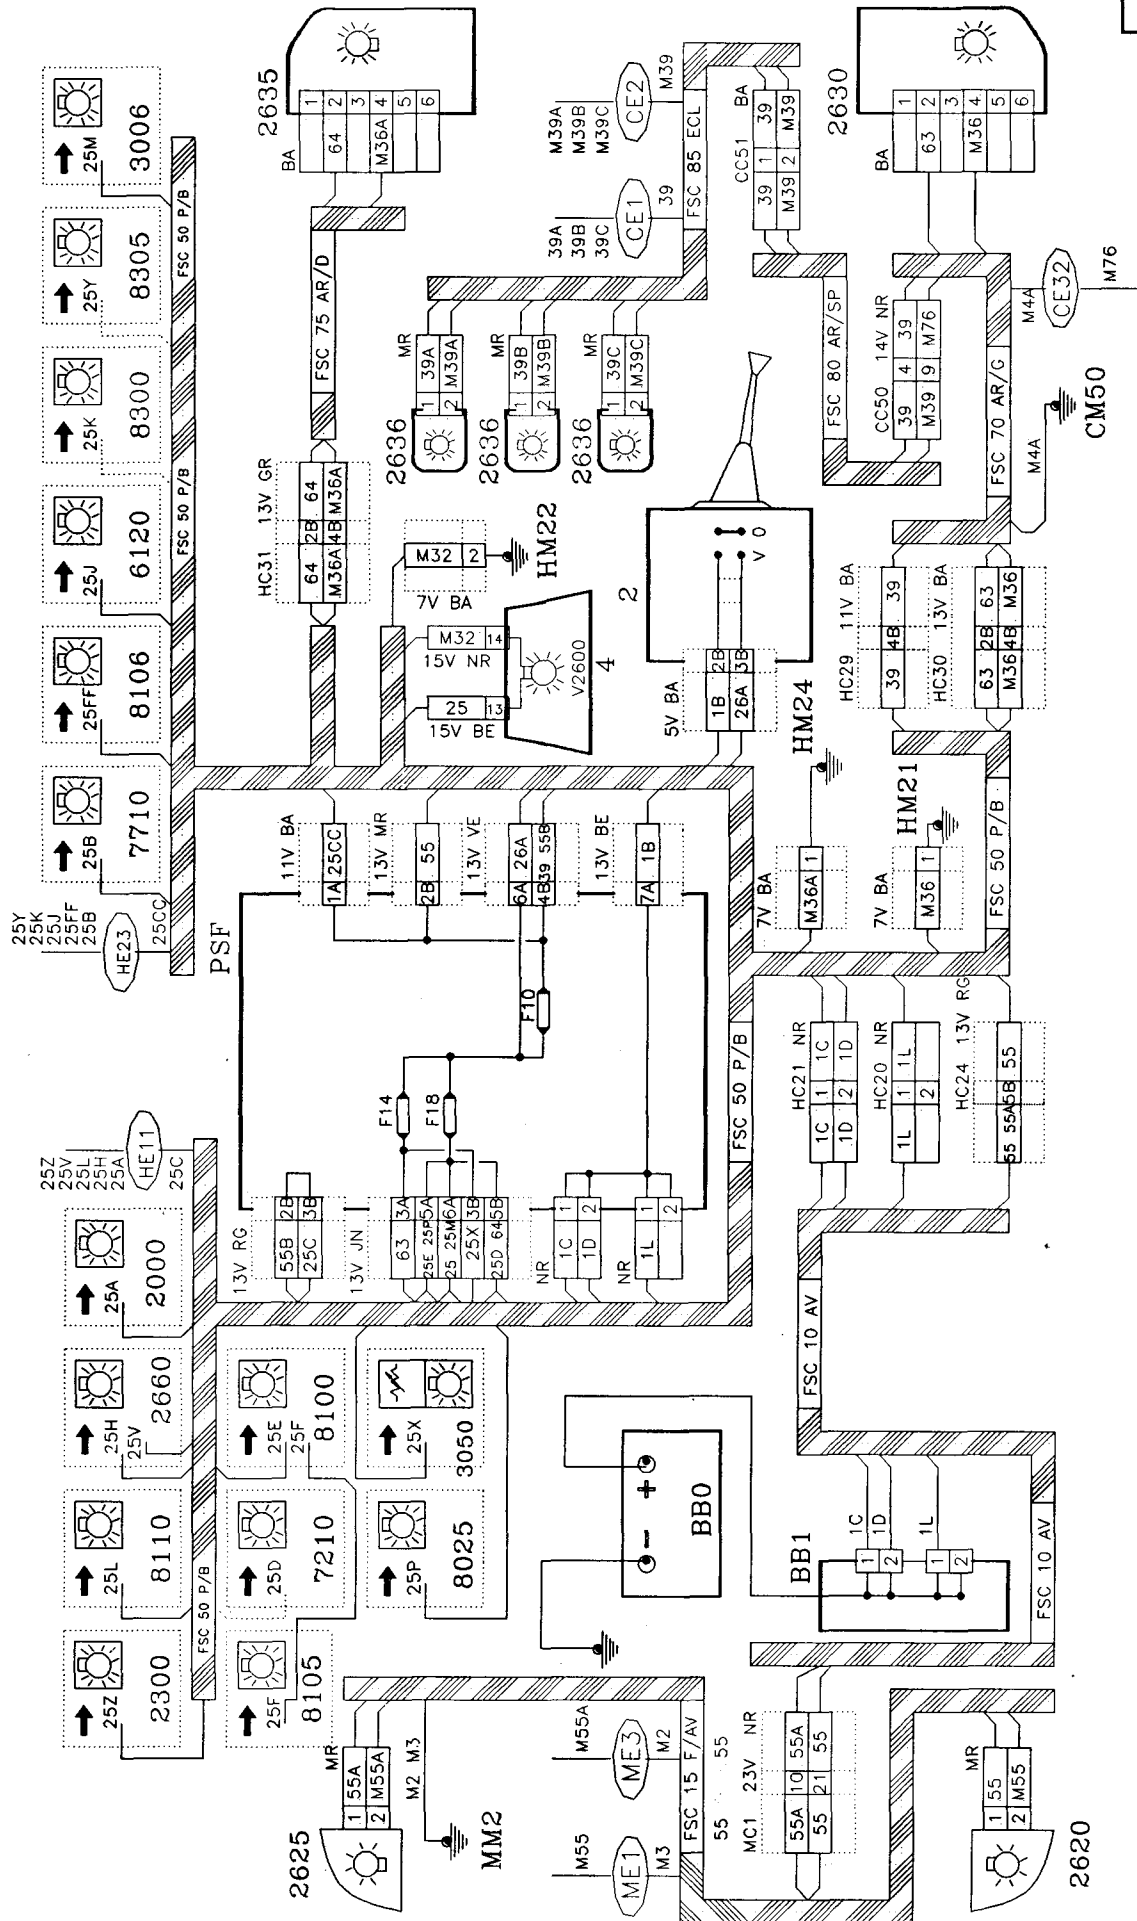 25M
3006
25Y
8305
25K
8300
25J
6120
25FF
8106
25B
7710
25Y
25K
25J
25FF
25B
HE23
25CC
FSC 50 P/B
FSC 50 P/B
2635
BA
1
2
3
4
5
6
64
M36A
FSC 75 AR/D
HC31
13V GR
64
2B
64
M36A
4B
M36A
M39A
M39B
M39C
CE2
M39
39A
39B
39C
CE1
39
FSC 85 ECL
MR
39A
M39A
1
2
2636
MR
39B
M39B
1
2
2636
MR
39C
M39C
1
2
2636
CC51
BA
39
1
39
M39
2
M39
2630
BA
1
2
3
4
5
6
63
M36
FSC 80 AR/SP
CC50
14V NR
39
4
39
M39
9
M76
M4A
CE32
M76
FSC 70 AR/G
M4A
CM50
M32
2
7V BA
HM22
M32
14
15V NR
25
13
15V BE
V2600
4
2
V
O
5V BA
2B
3B
1B
26A
HM24
HC29
11V BA
39
4B
39
HC30
13V BA
63
2B
63
M36
4B
M36
7V BA
M36A
1
HM21
7V BA
M36
1
FSC 50 P/B
PSF
11V BA
1A
25CC
13V MR
2B
55
13V VE
6A
26A
4B
39
55B
13V BE
7A
1B
F10
F14
F18
13V RG
55B
2B
25C
3B
13V JN
63
3A
25E
25P
5A
25
25M
6A
25X
3B
25D
64
5B
NR
1C
1
1D
2
NR
1L
1
2
FSC 50 P/B
HC21
NR
1C
1
1C
1D
2
1D
HC20
NR
1L
1
1L
2
HC24
13V RG
55
55A
5B
55
25Z
25V
25L
25H
25A
HE11
25C
25A
2000
25H
25V
2660
25L
8110
25Z
2300
FSC 50 P/B
25E
25F
8100
25D
7210
25F
8105
25X
3050
25P
8025
FSC 10 AV
BB0
+
-
BB1
1C
1D
1L
1
2
1
2
FSC 10 AV
2625
MR
1
55A
2
M55A
M2
M3
MM2
M55A
ME3
M2
M55
ME1
M3
FSC 15 F/AV
55
55
MC1
23V
NR
55A
10
55A
55
21
55
2620
MR
1
55
2
M55